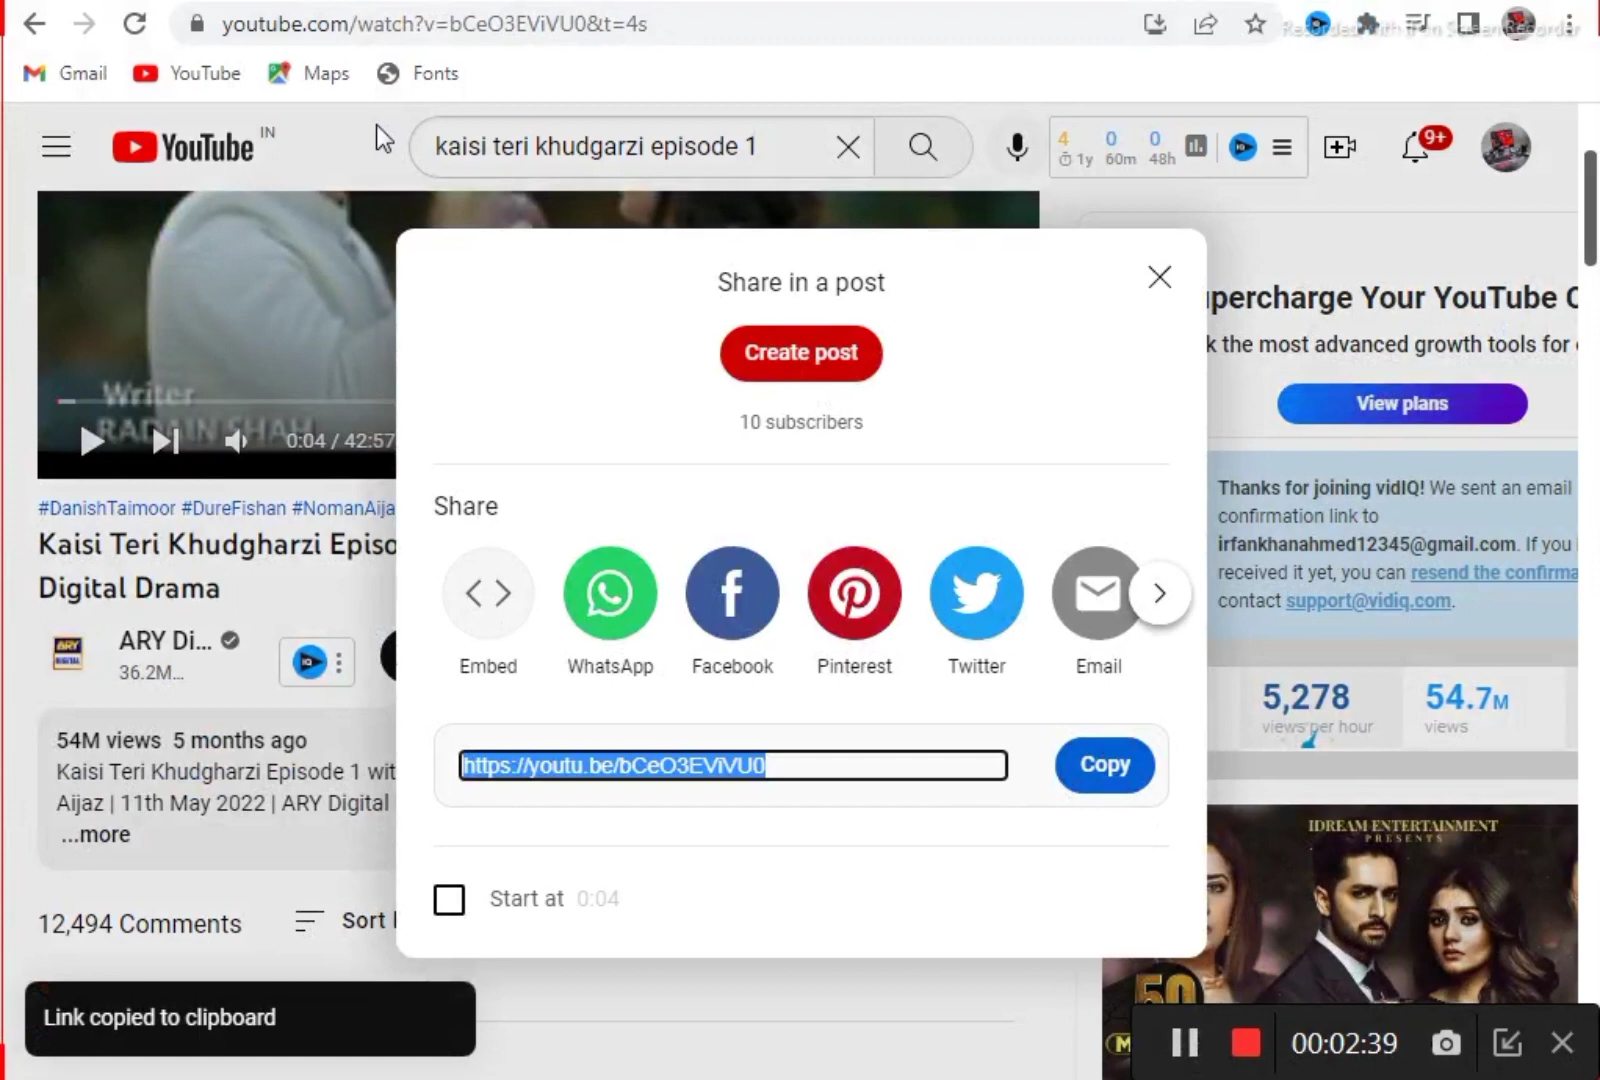 youtube.com/watch?v=bCeO3EViVU0&t=4s
Gmail YouTube Maps Fonts
YouTube IN
kaisi teri khudgarzi episode 1
4 0 0
1y 60m 48h
9+
Writer
RADAIN SHAH
0:04 / 42:57
#DanishTaimoor #DureFishan #NomanAija
Kaisi Teri Khudgharzi Episo
Digital Drama
ARY Di...
36.2M...
54M views 5 months ago
Kaisi Teri Khudgharzi Episode 1 wit
Aijaz | 11th May 2022 | ARY Digital
...more
12,494 Comments
Sort
Link copied to clipboard
Share in a post
Create post
10 subscribers
Share
Embed WhatsApp Facebook Pinterest Twitter Email
https://youtu.be/bCeO3EViVU0
Copy
Start at 0:04
percharge Your YouTube
k the most advanced growth tools for
View plans
Thanks for joining vidIQ! We sent an email
confirmation link to
irfankhanahmed12345@gmail.com. If you
received it yet, you can resend the confirma
contact support@vidiq.com.
5,278 54.7M
views per hour views
IDREAM ENTERTAINMENT
PRESENTS
50
M
00:02:39